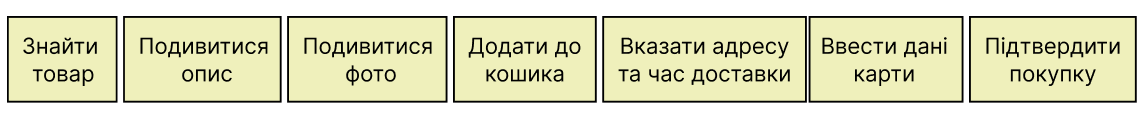 Знайти
товар
Подивитися
опис
Подивитися
фото
Додати до
кошика
Вказати адресу
та час доставки
Ввести дані
карти
Підтвердити
покупку